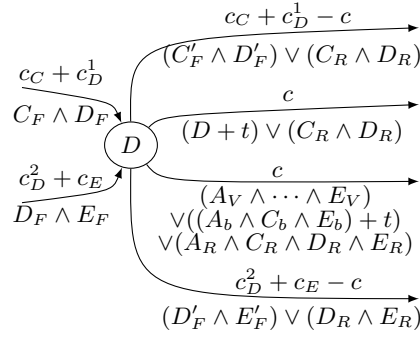 c_C + c_D^1 − c
(C'_F ∧ D'_F) ∨ (C_R ∧ D_R)
c_C + c_D^1
C_F ∧ D_F
c
(D + t) ∨ (C_R ∧ D_R)
D
c_D^2 + c_E
D_F ∧ E_F
c
(A_V ∧ ⋯ ∧ E_V)
∨((A_b ∧ C_b ∧ E_b) + t)
∨(A_R ∧ C_R ∧ D_R ∧ E_R)
c_D^2 + c_E − c
(D'_F ∧ E'_F) ∨ (D_R ∧ E_R)